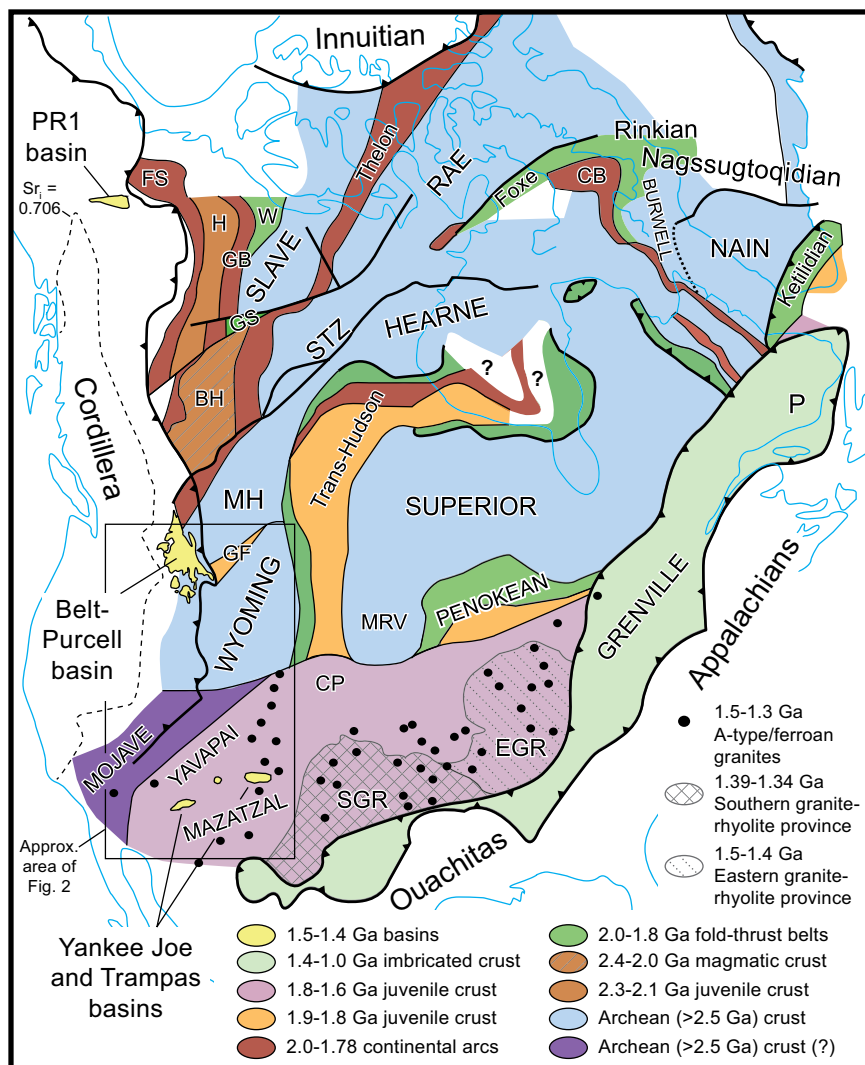 Innuitian
PR1
basin
Sri =
0.706
FS
H
W
GB
SLAVE
GS
Thelon
RAE
Foxe
Rinkian
CB
Nagssugtoqidian
BURWELL
NAIN
Ketilidian
STZ
HEARNE
BH
?
?
P
Cordillera
Trans-Hudson
MH
SUPERIOR
GF
WYOMING
Belt-
Purcell
basin
MRV
PENOKEAN
GRENVILLE
Appalachians
CP
MOJAVE
YAVAPAI
MAZATZAL
EGR
SGR
Approx.
area of
Fig. 2
Ouachitas
Yankee Joe
and Trampas
basins
1.5-1.3 Ga
A-type/ferroan
granites
1.39-1.34 Ga
Southern granite-
rhyolite province
1.5-1.4 Ga
Eastern granite-
rhyolite province
1.5-1.4 Ga basins
1.4-1.0 Ga imbricated crust
1.8-1.6 Ga juvenile crust
1.9-1.8 Ga juvenile crust
2.0-1.78 continental arcs
2.0-1.8 Ga fold-thrust belts
2.4-2.0 Ga magmatic crust
2.3-2.1 Ga juvenile crust
Archean (>2.5 Ga) crust
Archean (>2.5 Ga) crust (?)